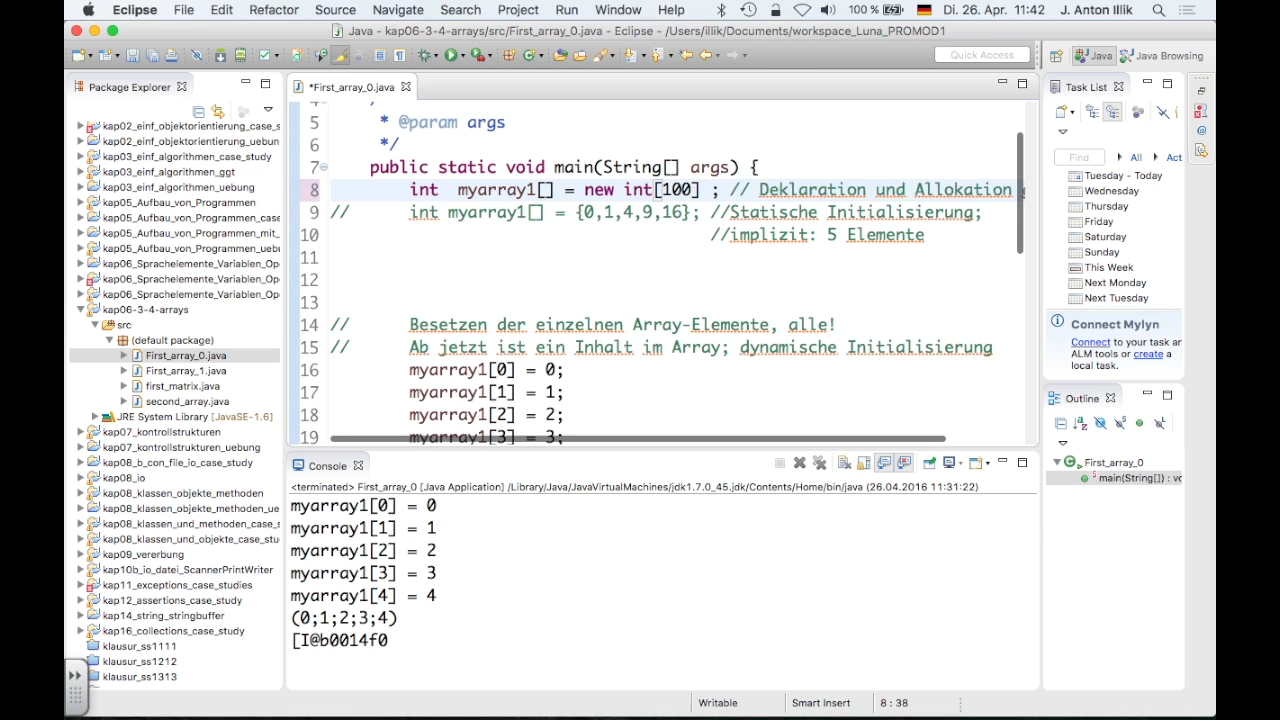 Eclipse File Edit Refactor Source Navigate Search Project Run Window Help 100 % Di. 26. Apr. 11:42 J. Anton Illik
Java - kap06-3-4-arrays/src/First_array_0.java - Eclipse - /Users/illik/Documents/workspace_Luna_PROMOD1
Quick Access Java Java Browsing
Package Explorer
kap02_einf_objektorientierung_case_s
kap02_einf_objektorientierung_uebun
kap03_einf_algorithmen_case_study
kap03_einf_algorithmen_ggt
kap03_einf_algorithmen_uebung
kap05_Aufbau_von_Programmen
kap05_Aufbau_von_Programmen_case
kap05_Aufbau_von_Programmen_mit_
kap05_Aufbau_von_Programmen_uebu
kap06_Sprachelemente_Variablen_Ope
kap06_Sprachelemente_Variablen_Ope
kap06_Sprachelemente_Variablen_Ope
kap06-3-4-arrays
src
(default package)
First_array_0.java
First_array_1.java
first_matrix.java
second_array.java
JRE System Library [JavaSE-1.6]
kap07_kontrollstrukturen
kap07_kontrollstrukturen_uebung
kap08_b_con_file_io_case_study
kap08_io
kap08_klassen_objekte_methoden
kap08_klassen_objekte_methoden_ue
kap08_klassen_und_methoden_case_s
kap08_klassen_und_objekte_case_stu
kap09_vererbung
kap10b_io_datei_ScannerPrintWriter
kap11_exceptions_case_studies
kap12_assertions_case_study
kap14_string_stringbuffer
kap16_collections_case_study
klausur_ss1111
klausur_ss1212
klausur_ss1313
*First_array_0.java
5 * @param args
6 */
7 public static void main(String[] args) {
8 int myarray1[] = new int[100] ; // Deklaration und Allokation
9 // int myarray1[] = {0,1,4,9,16}; //Statische Initialisierung;
10 //implizit: 5 Elemente
11
12
13
14 // Besetzen der einzelnen Array-Elemente, alle!
15 // Ab jetzt ist ein Inhalt im Array; dynamische Initialisierung
16 myarray1[0] = 0;
17 myarray1[1] = 1;
18 myarray1[2] = 2;
19 myarray1[3] = 3;
Console
<terminated> First_array_0 [Java Application] /Library/Java/JavaVirtualMachines/jdk1.7.0_45.jdk/Contents/Home/bin/java (26.04.2016 11:31:22)
myarray1[0] = 0
myarray1[1] = 1
myarray1[2] = 2
myarray1[3] = 3
myarray1[4] = 4
(0;1;2;3;4)
[I@b0014f0
Task List
Find All Act
Tuesday - Today
Wednesday
Thursday
Friday
Saturday
Sunday
This Week
Next Monday
Next Tuesday
Connect Mylyn
Connect to your task ar
ALM tools or create a
local task.
Outline
First_array_0
main(String[]) : vo
Writable Smart Insert 8 : 38